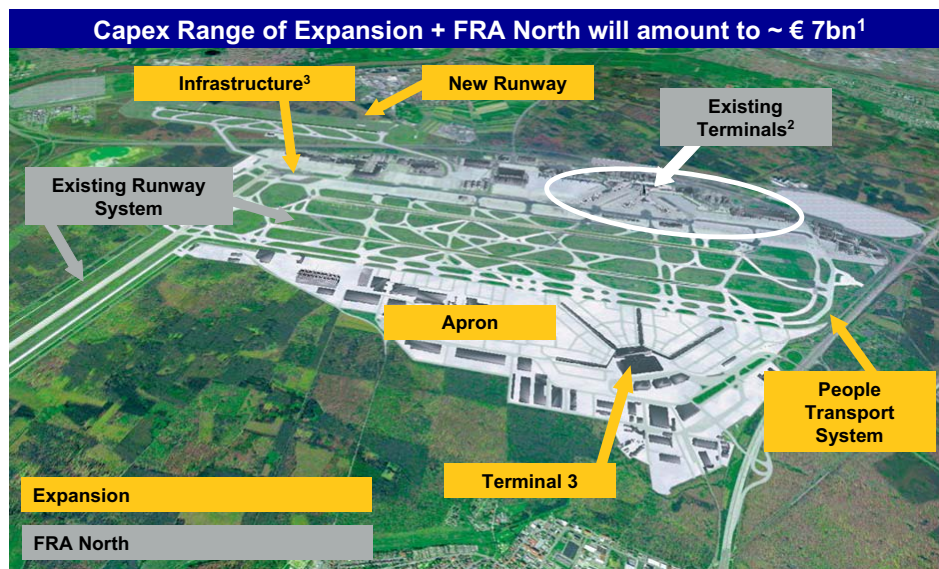 Capex Range of Expansion + FRA North will amount to ~ € 7bn¹
Infrastructure³
New Runway
Existing
Terminals²
Existing Runway
System
Apron
People
Transport
System
Terminal 3
Expansion
FRA North